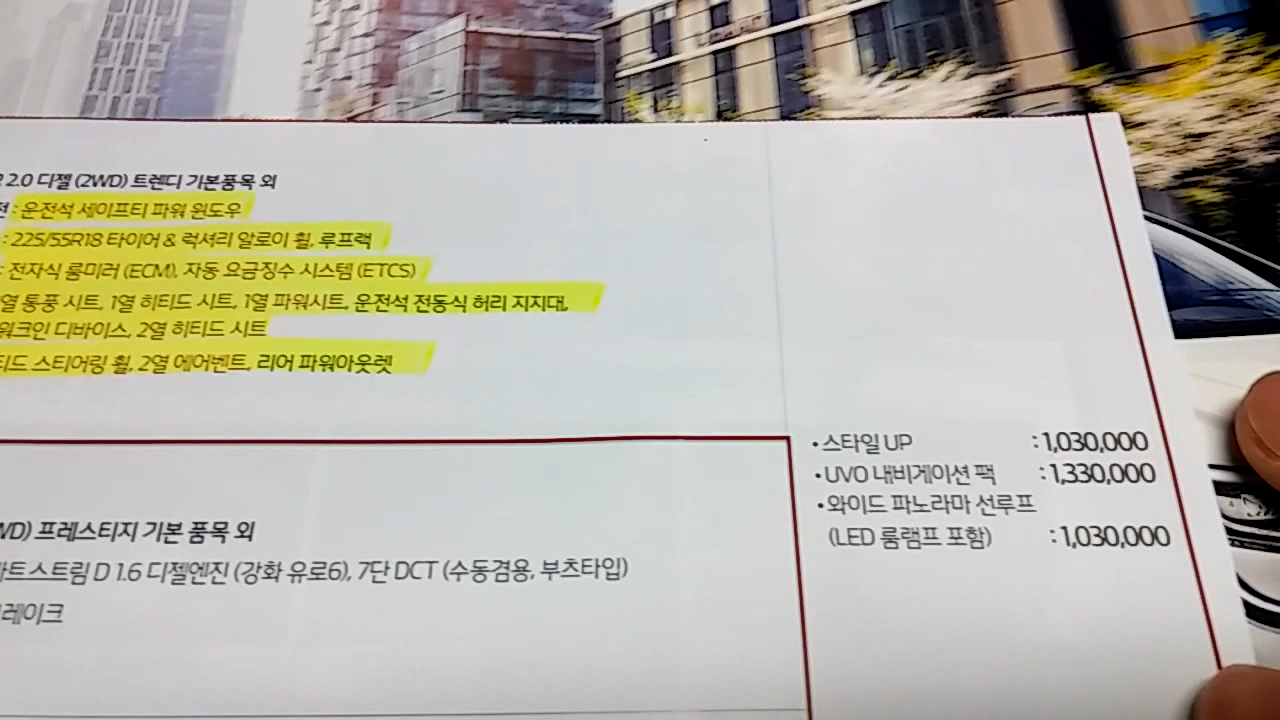 2.0 디젤 (2WD) 트렌디 기본품목 외
전 : 운전석 세이프티 파워 윈도우
: 225/55R18 타이어 & 럭셔리 알로이 휠, 루프랙
: 전자식 룸미러 (ECM), 자동 요금징수 시스템 (ETCS)
열 통풍 시트, 1열 히티드 시트, 1열 파워시트, 운전석 전동식 허리 지지대,
워크인 디바이스, 2열 히티드 시트
티드 스티어링 휠, 2열 에어벤트, 리어 파워아웃렛
•스타일 UP : 1,030,000
•UVO 내비게이션 팩 : 1,330,000
•와이드 파노라마 선루프
(LED 룸램프 포함) : 1,030,000
WD) 프레스티지 기본 품목 외
마트스트림 D 1.6 디젤엔진 (강화 유로6), 7단 DCT (수동겸용, 부츠타입)
레이크